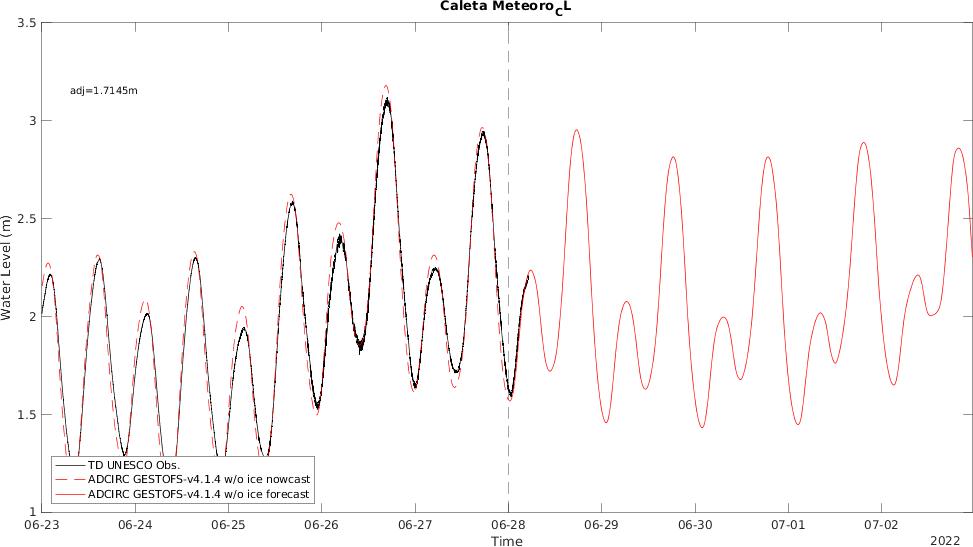 Caleta Meteoro_CL
3.5
adj=1.7145m
3
2.5
Water Level (m)
2
1.5
TD UNESCO Obs.
ADCIRC GESTOFS-v4.1.4 w/o ice nowcast
ADCIRC GESTOFS-v4.1.4 w/o ice forecast
1
06-23 06-24 06-25 06-26 06-27 06-28 06-29 06-30 07-01 07-02
Time
2022